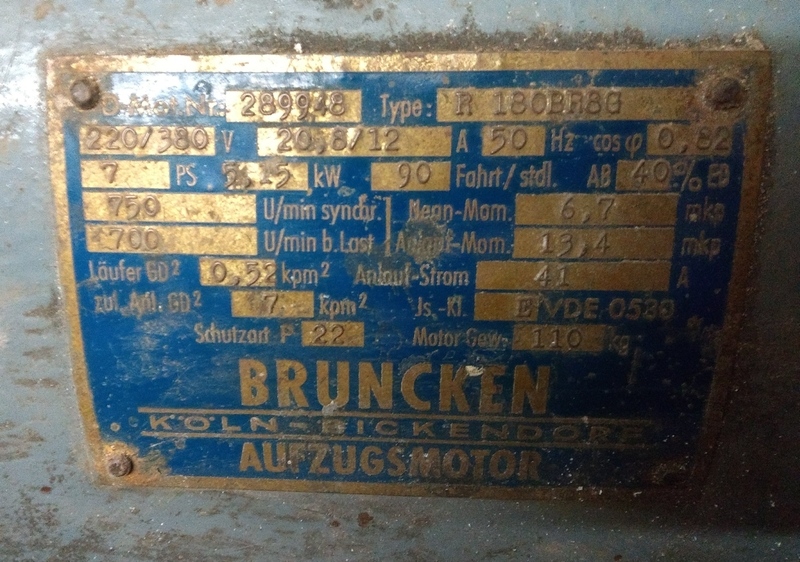 D-Mot.Nr. 289948 Type: R 180BR8G
220/380 V 20,8/12 A 50 Hz cos φ 0,82
7 PS 5,15 kW 90 Fahrt/stdl. AB 40% ED
750 U/min synchr. Nenn-Mom. 6,7 mkp
700 U/min b. Last Anlauf-Mom. 13,4 mkp
Läufer GD² 0,52 kpm² Anlauf-Strom 41 A
zul. Anl. GD² 7 kpm² Js.-Kl. E VDE 0530
Schutzart P 22 Motor Gew. 110 kg
BRUNCKEN
KÖLN-BICKENDORF
AUFZUGSMOTOR